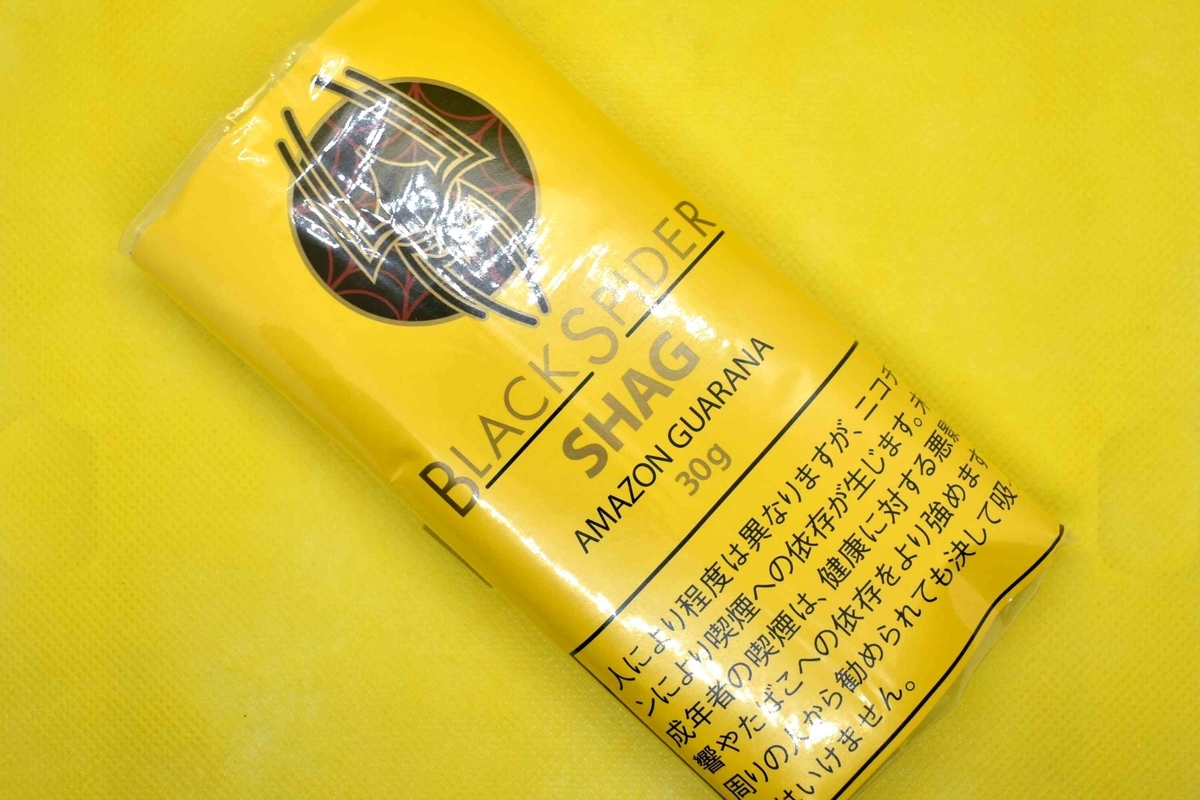 BLACK SPIDER
SHAG
AMAZON GUARANA
30g
人により程度は異なりますが、ニコチ
ンにより喫煙への依存が生じます。未
成年者の喫煙は、健康に対する悪影
響やたばこへの依存をより強めます。
周りの人から勧められても決して吸っ
てはいけません。